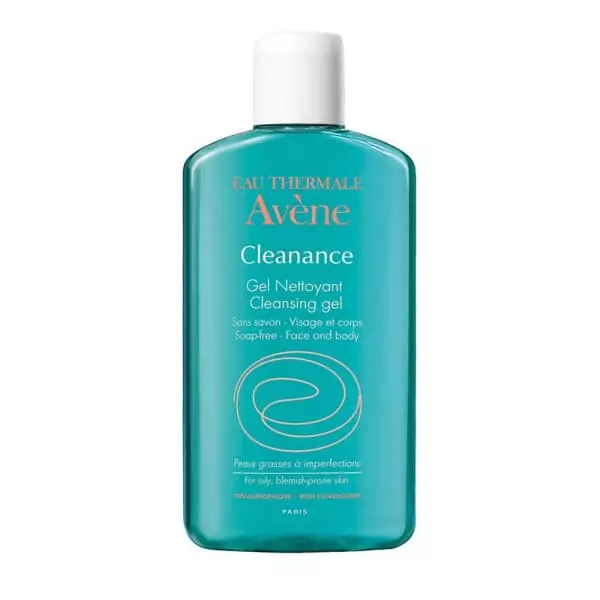 EAU THERMALE
Avène
Cleanance
Gel Nettoyant
Cleansing gel
Sans savon - Visage et corps
Soap-free - Face and body
Peaux grasses à imperfections
For oily, blemish-prone skin
PARIS